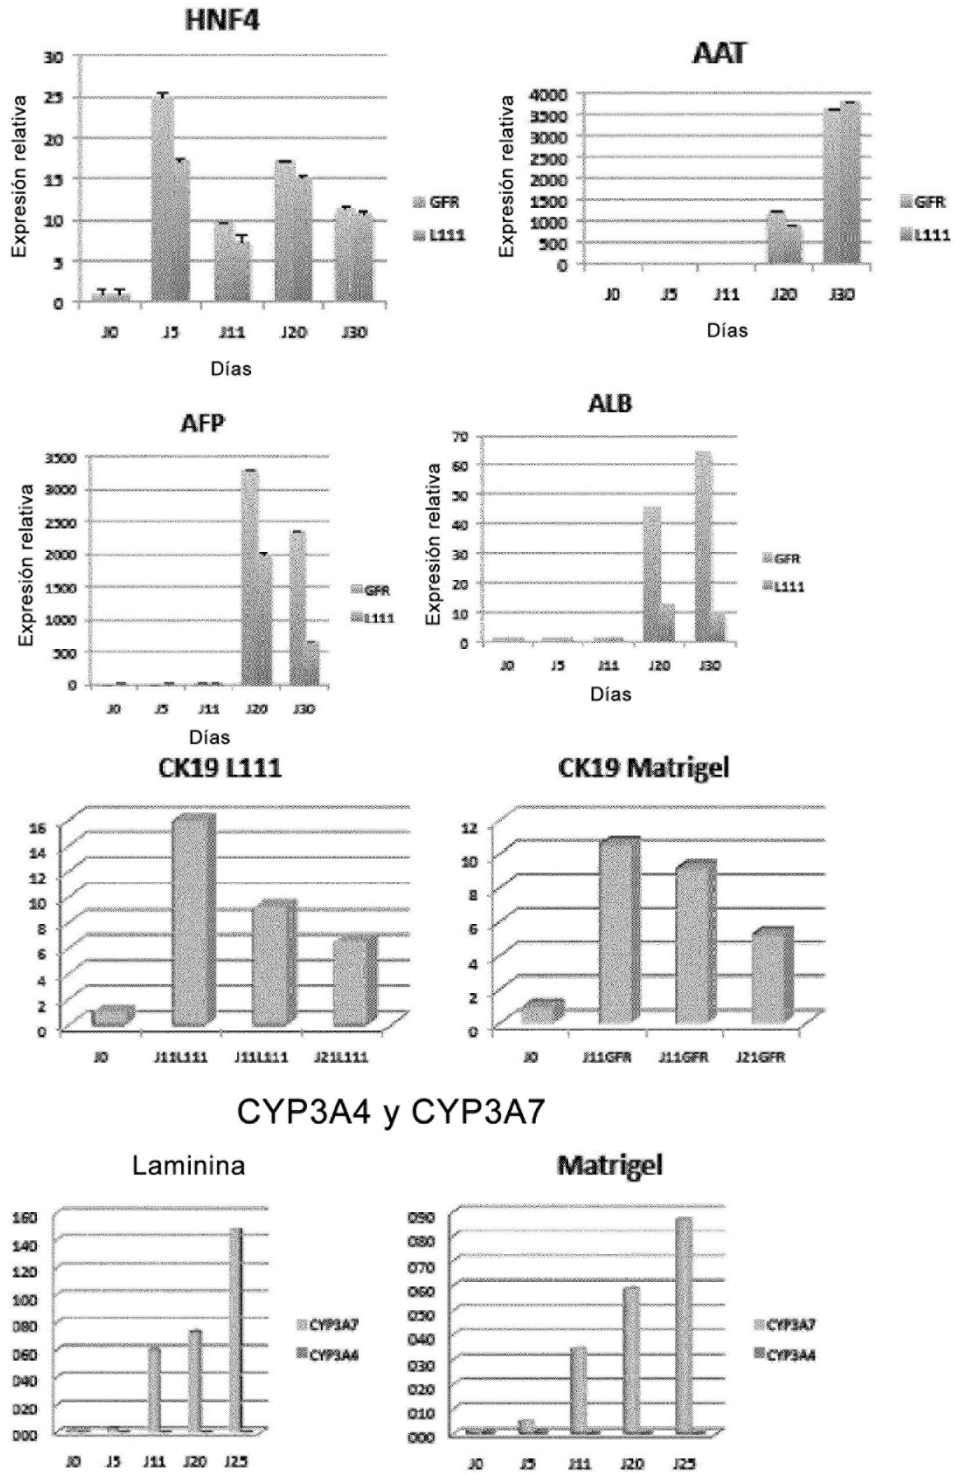 HNF4
Expresión relativa
30
25
20
15
10
5
0
J0 J5 J11 J20 J30
Días
GFR
L111
AAT
Expresión relativa
4000
3500
3000
2500
2000
1500
1000
500
0
J0 J5 J11 J20 J30
Días
GFR
L111
AFP
Expresión relativa
3500
3000
2500
2000
1500
1000
500
0
J0 J5 J11 J20 J30
Días
GFR
L111
ALB
Expresión relativa
70
60
50
40
30
20
10
0
J0 J5 J11 J20 J30
Días
GFR
L111
CK19 L111
16
14
12
10
8
6
4
2
0
J0 J11L111 J11L111 J21L111
CK19 Matrigel
12
10
8
6
4
2
0
J0 J11GFR J11GFR J21GFR
CYP3A4 y CYP3A7
Laminina
160
140
120
100
080
060
040
020
000
J0 J5 J11 J20 J25
CYP3A7
CYP3A4
Matrigel
090
080
070
060
050
040
030
020
010
000
J0 J5 J11 J20 J25
CYP3A7
CYP3A4